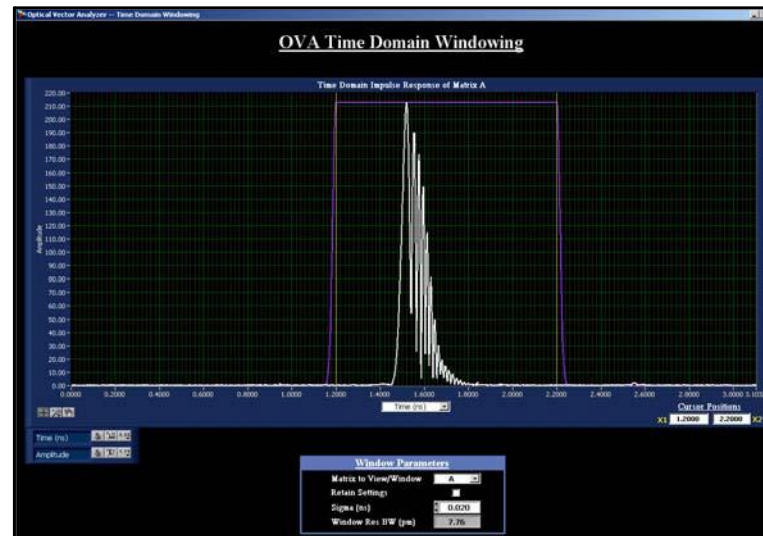 Optical Vector Analyzer -- Time Domain Windowing
OVA Time Domain Windowing
Time Domain Impulse Response of Matrix A
220.00
210.00
200.00
190.00
180.00
170.00
160.00
150.00
140.00
130.00
120.00
110.00
100.00
90.00
80.00
70.00
60.00
50.00
40.00
30.00
20.00
10.00
0.00
Amplitude
0.0000 0.2000 0.4000 0.6000 0.8000 1.0000 1.2000 1.4000 1.6000 1.8000 2.0000 2.2000 2.4000 2.6000 2.8000 3.0000
Time (ns)
Cursor Positions
X1 1.2000 2.2000 X2
Time (ns)
Amplitude
Window Parameters
Matrix to View/Window A
Retain Settings
Sigma (ns) 0.020
Window Res BW (pm) 7.76